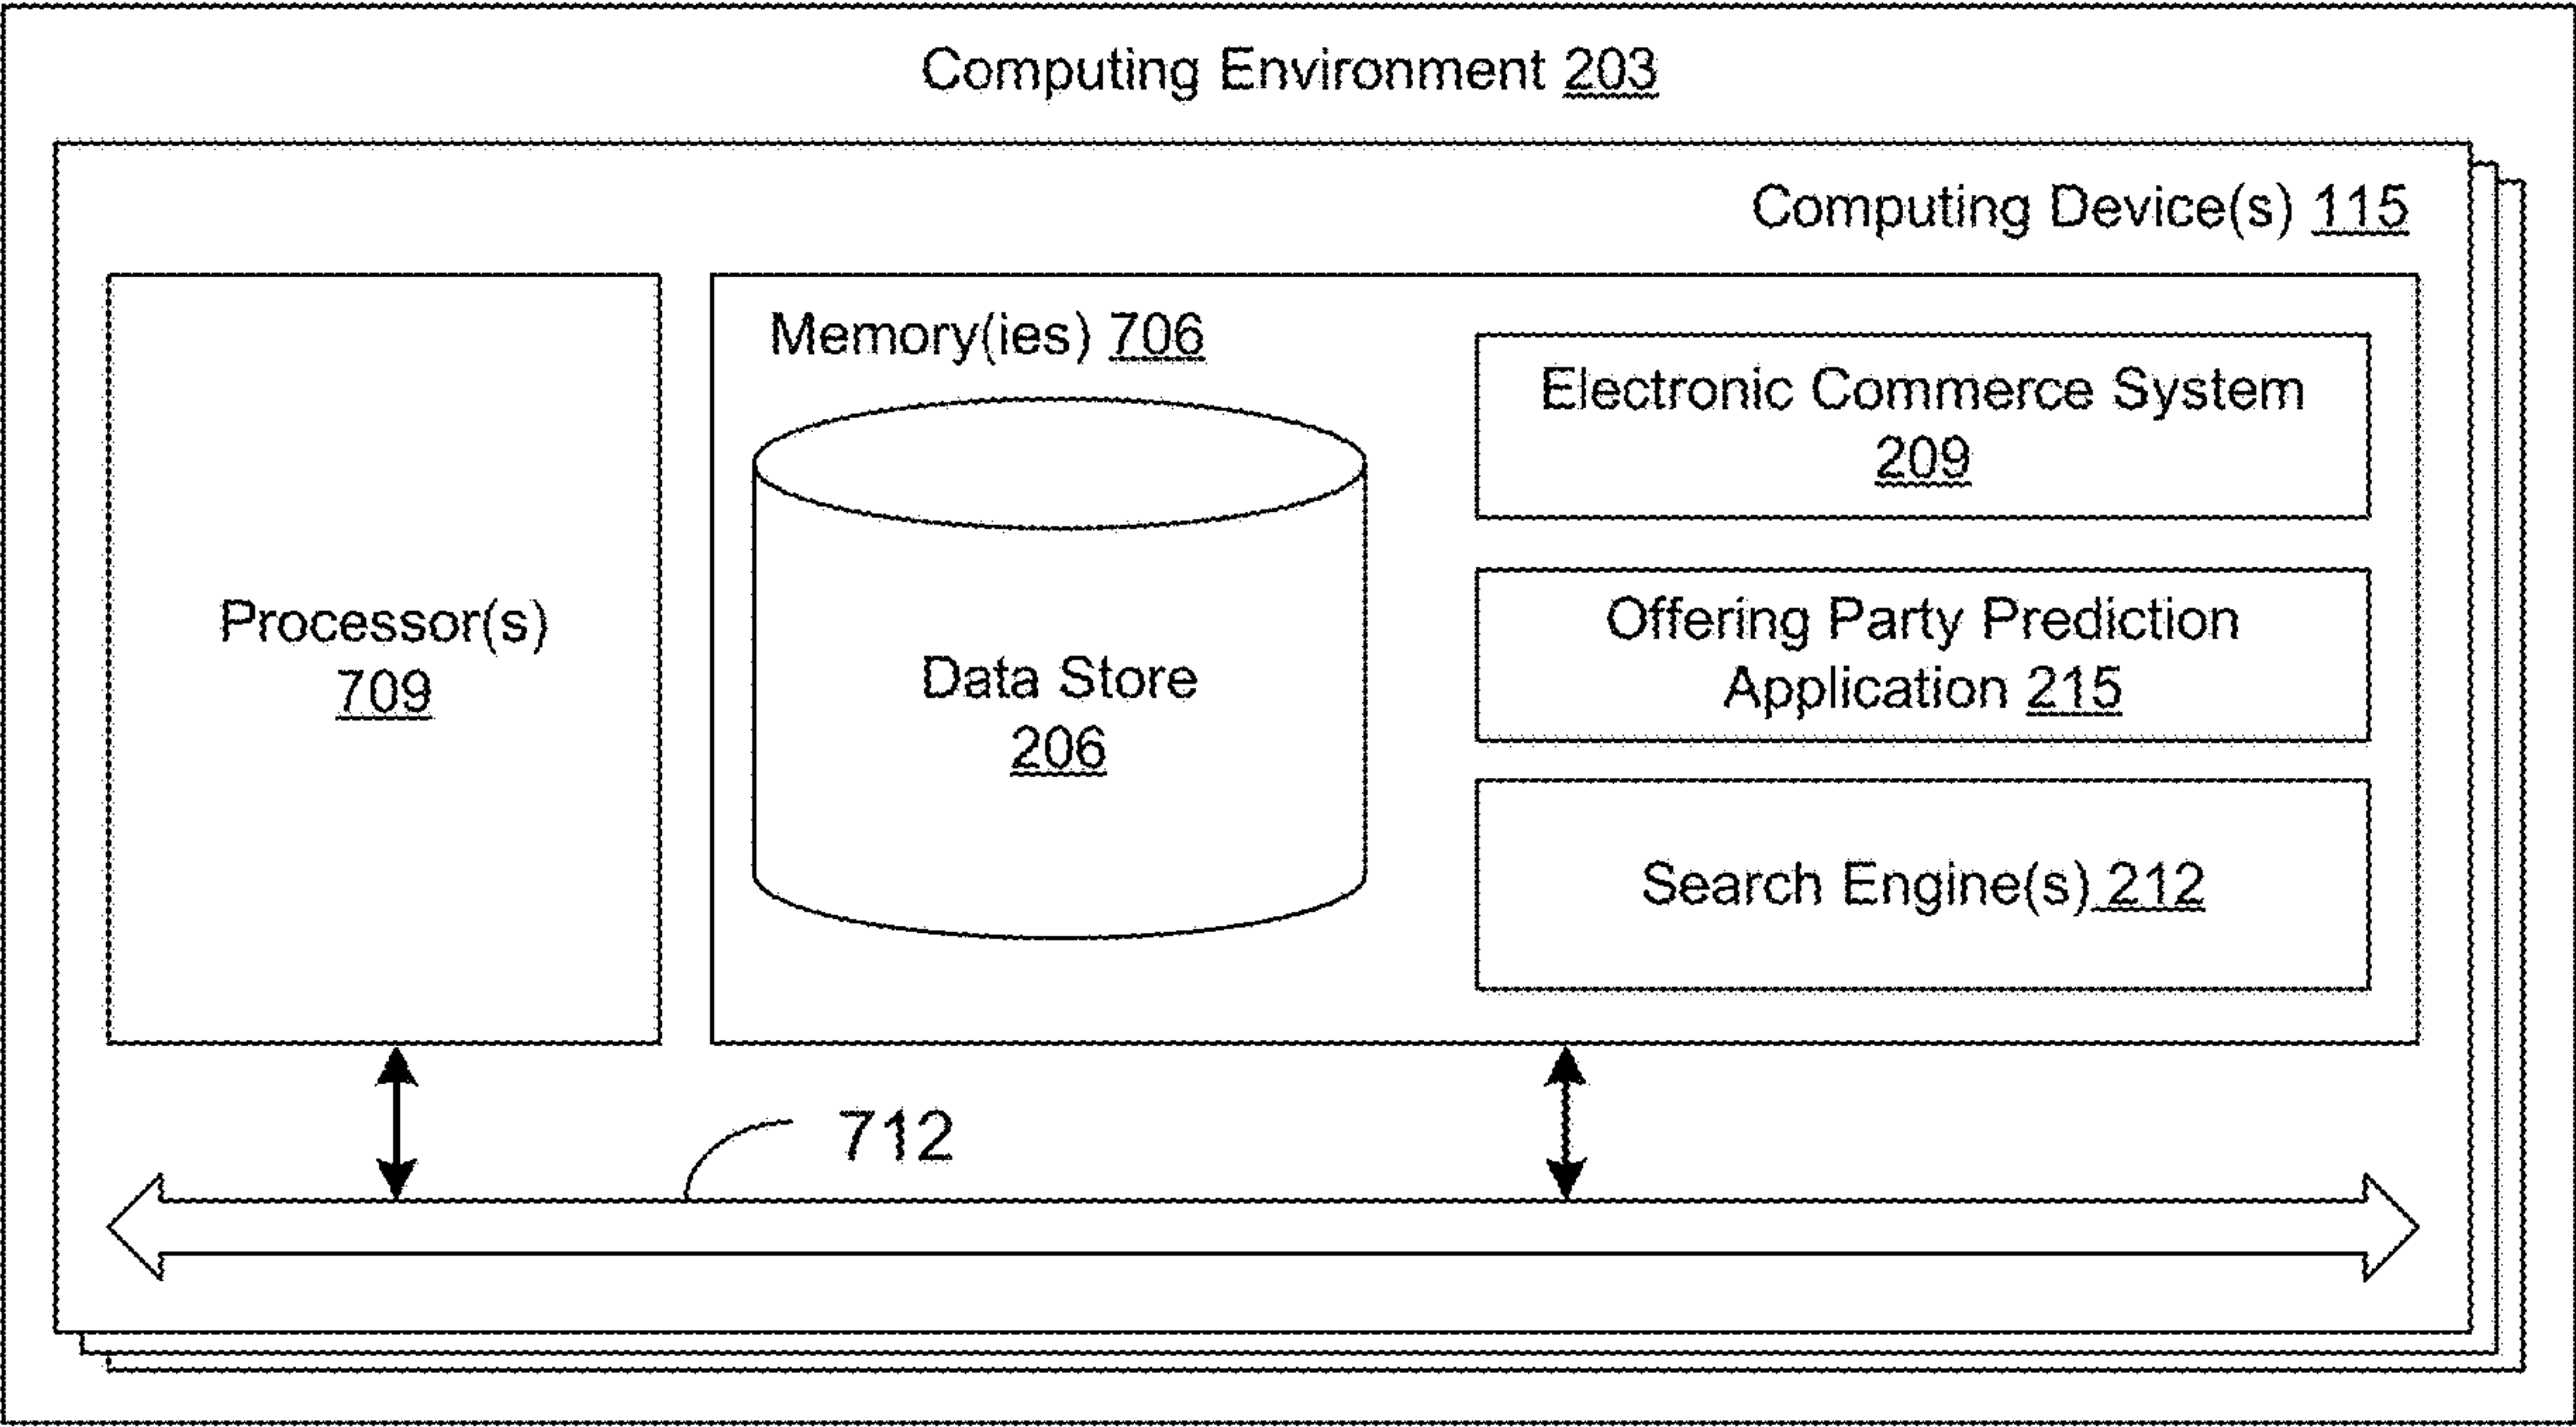 Computing Environment 203
Computing Device(s) 115
Processor(s)
709
Memory(ies) 706
Data Store
206
Electronic Commerce System
209
Offering Party Prediction
Application 215
Search Engine(s) 212
712